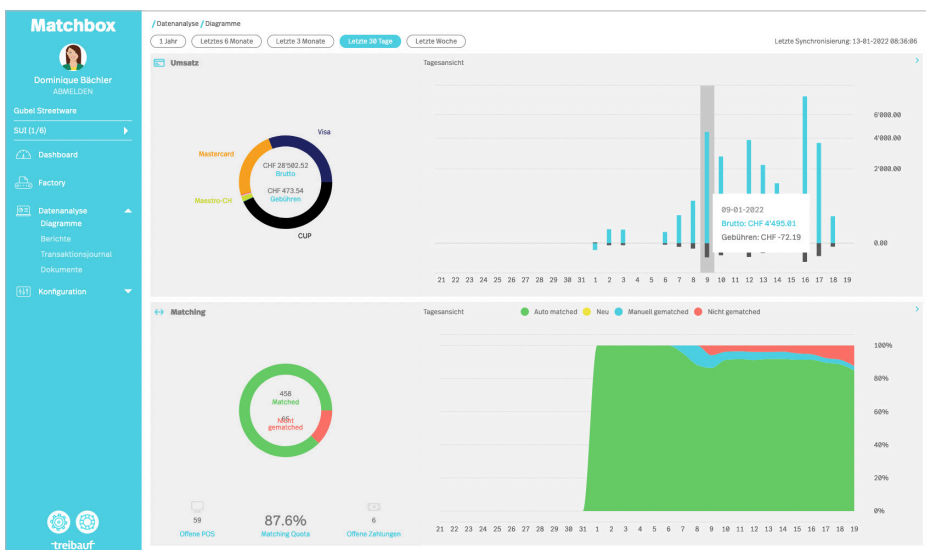 Matchbox
Dominique Bächler
ABMELDEN
Gubel Streetware
SUI (1/6)
Dashboard
Factory
Datenanalyse
Diagramme
Berichte
Transaktionsjournal
Dokumente
Konfiguration
treibauf
/ Datenanalyse / Diagramme
1 Jahr
Letztes 6 Monate
Letzte 3 Monate
Letzte 30 Tage
Letzte Woche
Letzte Synchronisierung: 13-01-2022 08:36:06
Umsatz
Visa
Mastercard
Maestro-CH
CUP
CHF 28'502.52
Brutto
CHF 473.54
Gebühren
Tagesansicht
6'000.00
4'000.00
2'000.00
0.00
09-01-2022
Brutto: CHF 4'495.01
Gebühren: CHF -72.19
21 22 23 24 25 26 27 28 29 30 31 1 2 3 4 5 6 7 8 9 10 11 12 13 14 15 16 17 18 19
Matching
458
Matched
66
Nicht
gematched
59
Offene POS
87.6%
Matching Quota
6
Offene Zahlungen
Tagesansicht
Auto matched
Neu
Manuell gematched
Nicht gematched
100%
80%
60%
40%
20%
0%
21 22 23 24 25 26 27 28 29 30 31 1 2 3 4 5 6 7 8 9 10 11 12 13 14 15 16 17 18 19